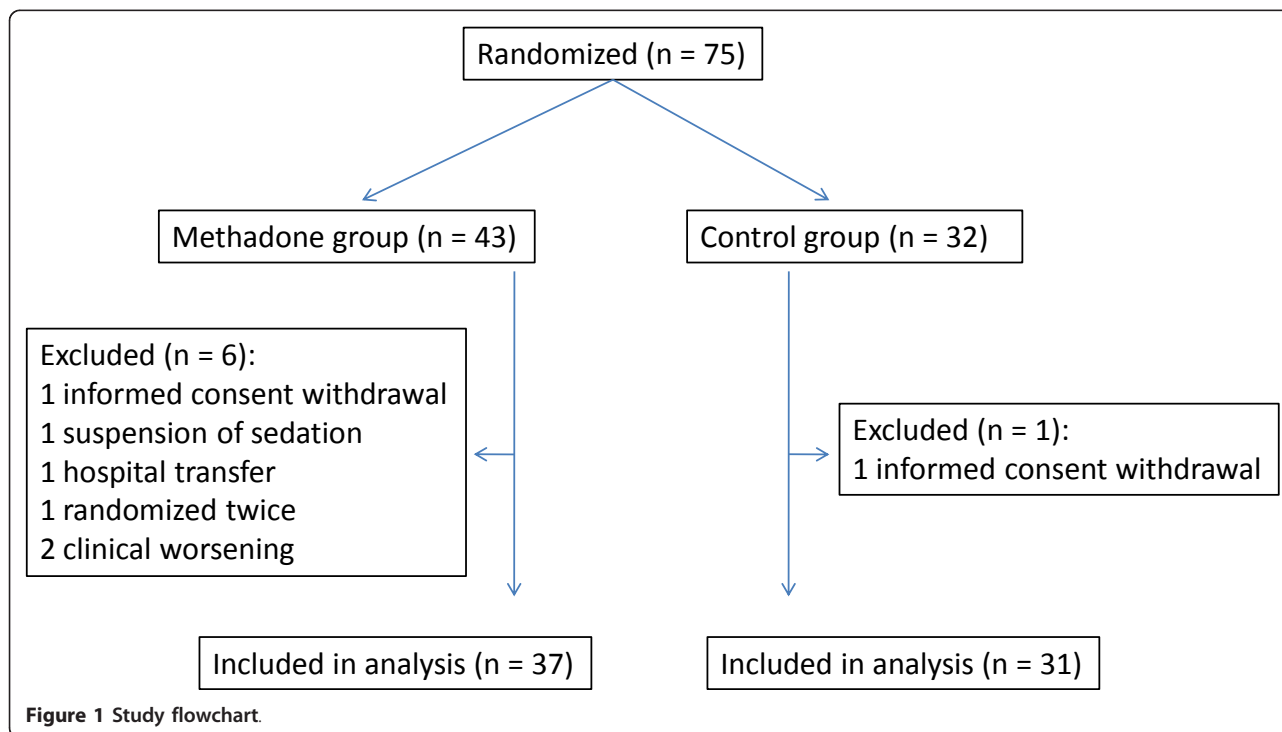 Randomized (n = 75)
Methadone group (n = 43)
Control group (n = 32)
Excluded (n = 6):
1 informed consent withdrawal
1 suspension of sedation
1 hospital transfer
1 randomized twice
2 clinical worsening
Excluded (n = 1):
1 informed consent withdrawal
Included in analysis (n = 37)
Included in analysis (n = 31)
Figure 1 Study flowchart.